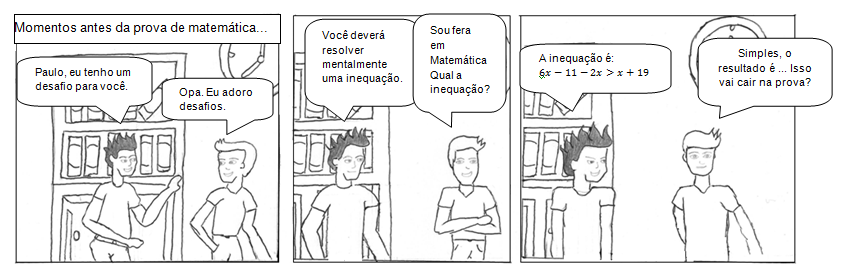 Momentos antes da prova de matemática...
Paulo, eu tenho um
desafio para você.
Opa. Eu adoro
desafios.
Você deverá
resolver
mentalmente
uma inequação.
Sou fera
em
Matemática
Qual a
inequação?
A inequação é:
6x − 11 − 2x > x + 19
Simples, o
resultado é ... Isso
vai cair na prova?